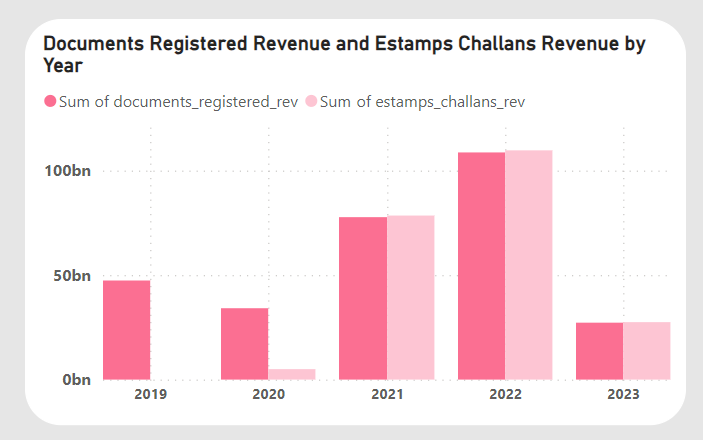 Documents Registered Revenue and Estamps Challans Revenue by
Year
Sum of documents_registered_rev Sum of estamps_challans_rev
100bn
50bn
0bn
2019 2020 2021 2022 2023